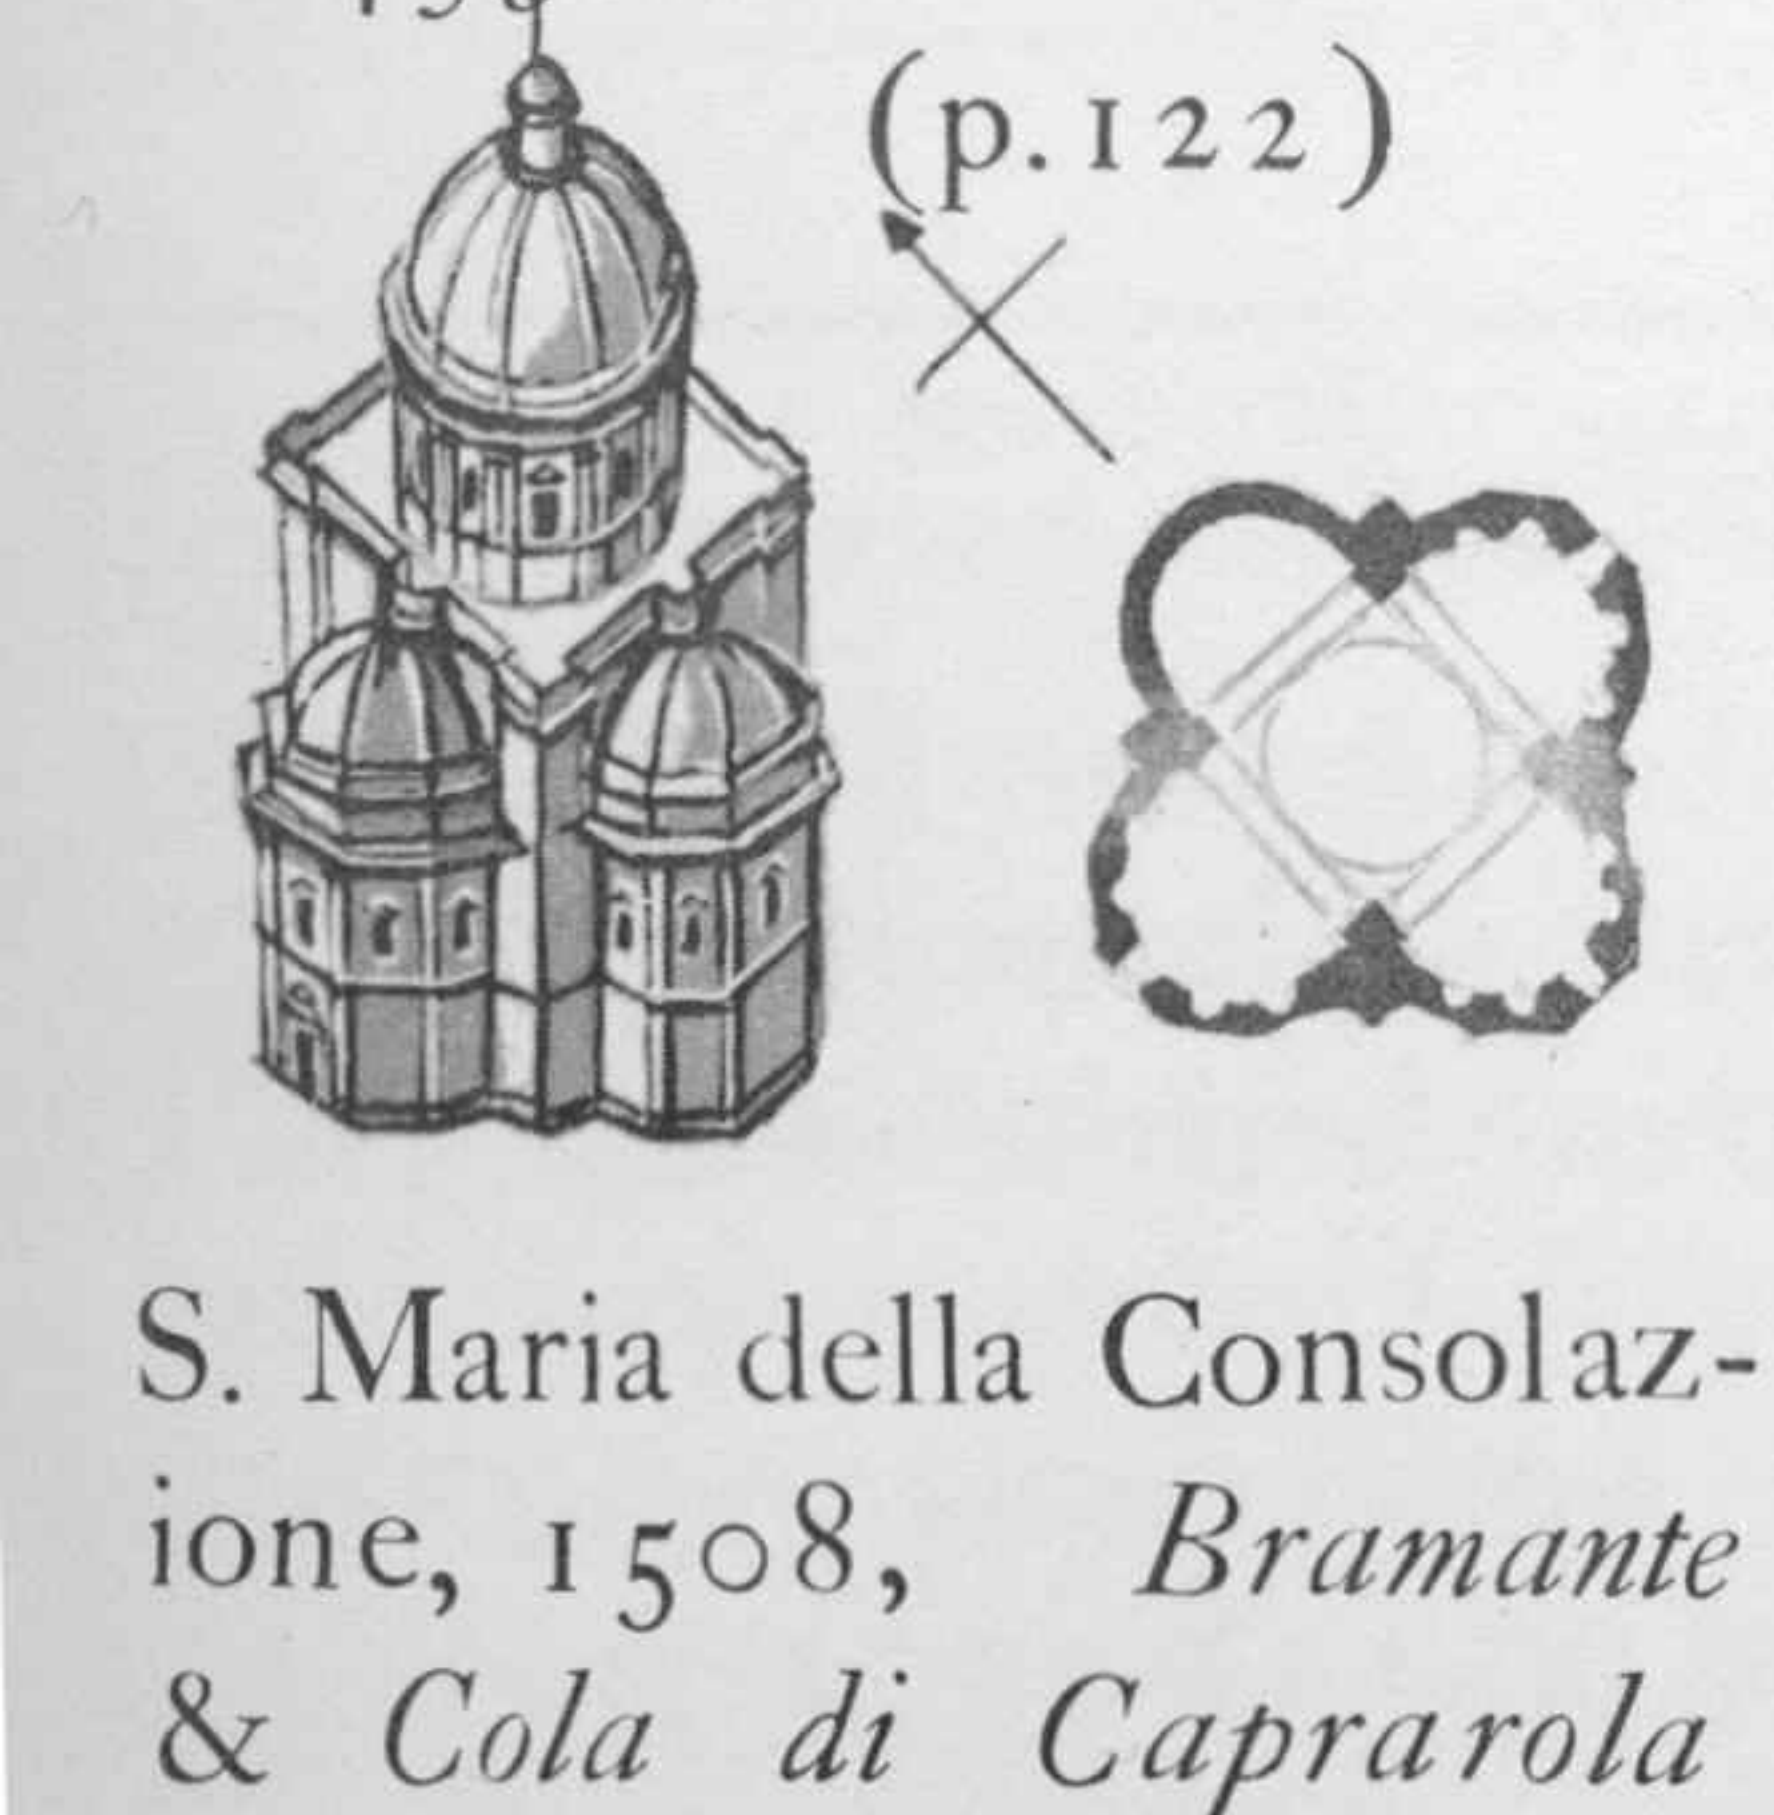 (p. 122)
S. Maria della Consolaz-
ione, 1508, Bramante
& Cola di Caprarola